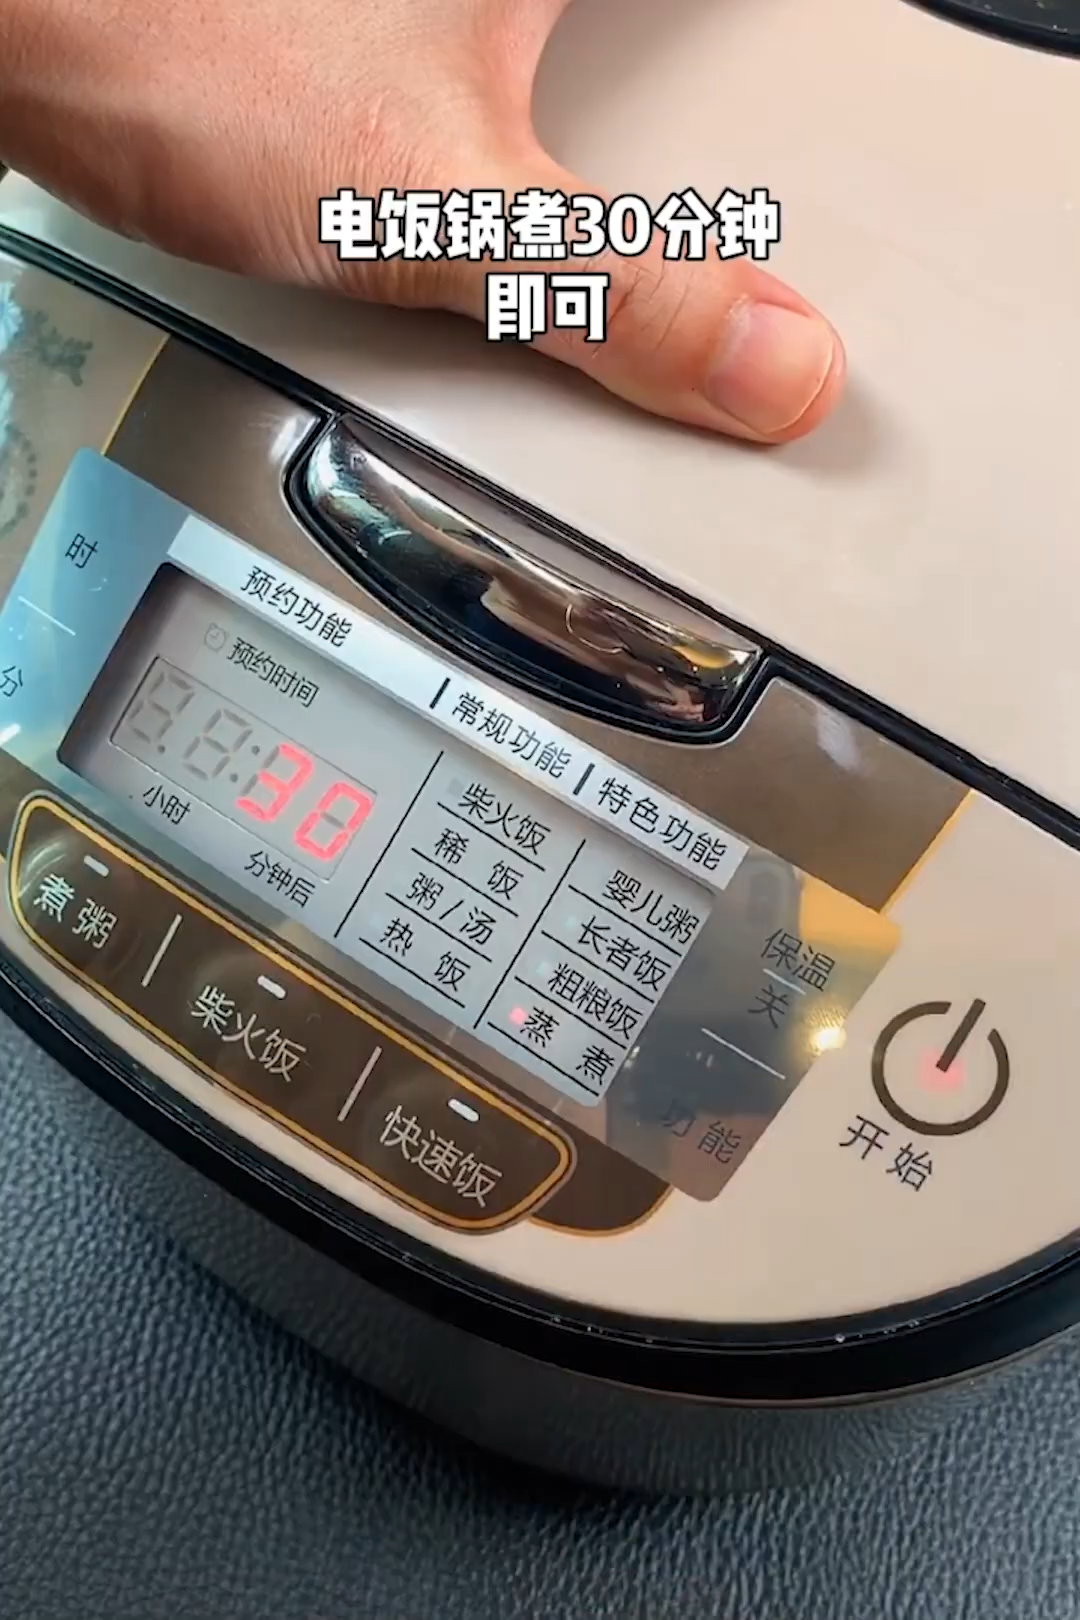 电饭锅煮30分钟
即可
时
分
预约功能
常规功能
特色功能
预约时间
30
小时
分钟后
柴火饭
稀饭
粥/汤
热饭
婴儿粥
长者饭
粗粮饭
蒸煮
保温
关
功能
开始
煮粥
柴火饭
快速饭